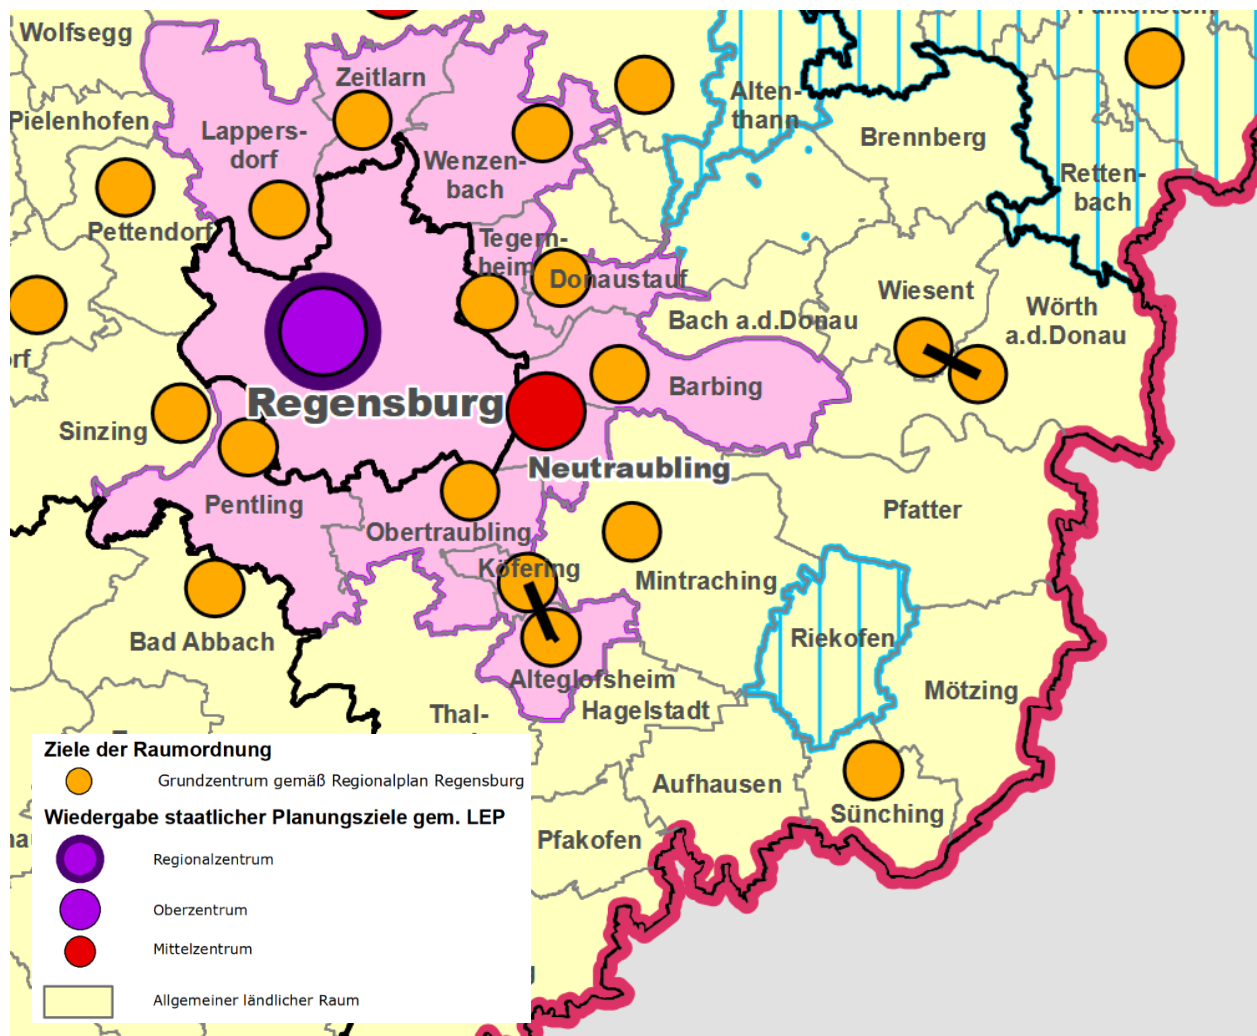 Wolfsegg
Zeitlarn
Alten-
thann
Pielenhofen
Lappers-
dorf
Brennberg
Wenzen-
bach
Retten-
bach
Pettendorf
Tegern-
heim
Donaustauf
Wiesent
Wörth
a.d.Donau
Bach a.d.Donau
orf
Barbing
Regensburg
Sinzing
Neutraubling
Pentling
Obertraubling
Pfatter
Köfering
Mintraching
Bad Abbach
Riekofen
Alteglofsheim
Mötzing
Hagelstadt
Thal-
Aufhausen
Sünching
Pfakofen
Ziele der Raumordnung
Grundzentrum gemäß Regionalplan Regensburg
Wiedergabe staatlicher Planungsziele gem. LEP
Regionalzentrum
Oberzentrum
Mittelzentrum
Allgemeiner ländlicher Raum